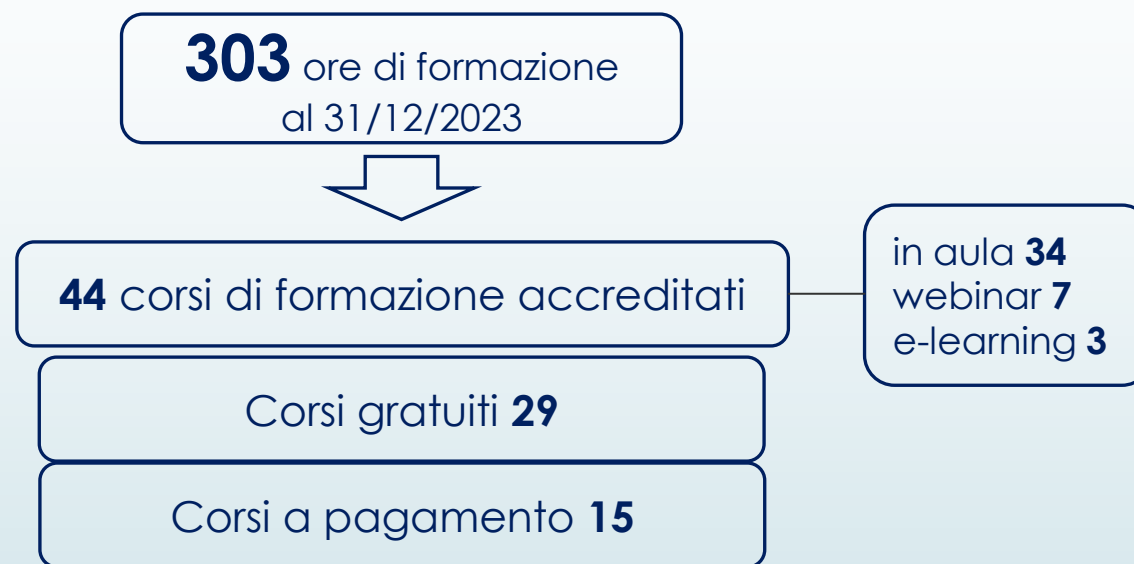 303 ore di formazione
al 31/12/2023
44 corsi di formazione accreditati
in aula 34
webinar 7
e-learning 3
Corsi gratuiti 29
Corsi a pagamento 15